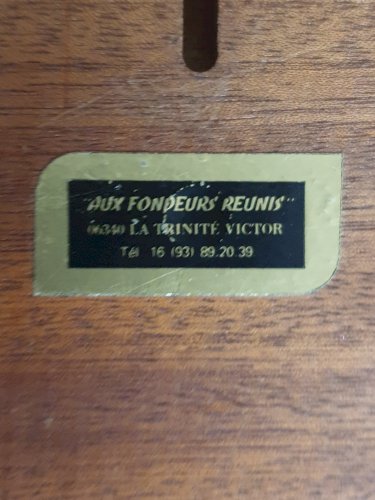 "AUX FONDEURS REUNIS"
06340 LA TRINITÉ VICTOR
Tél 16 (93) 89.20.39